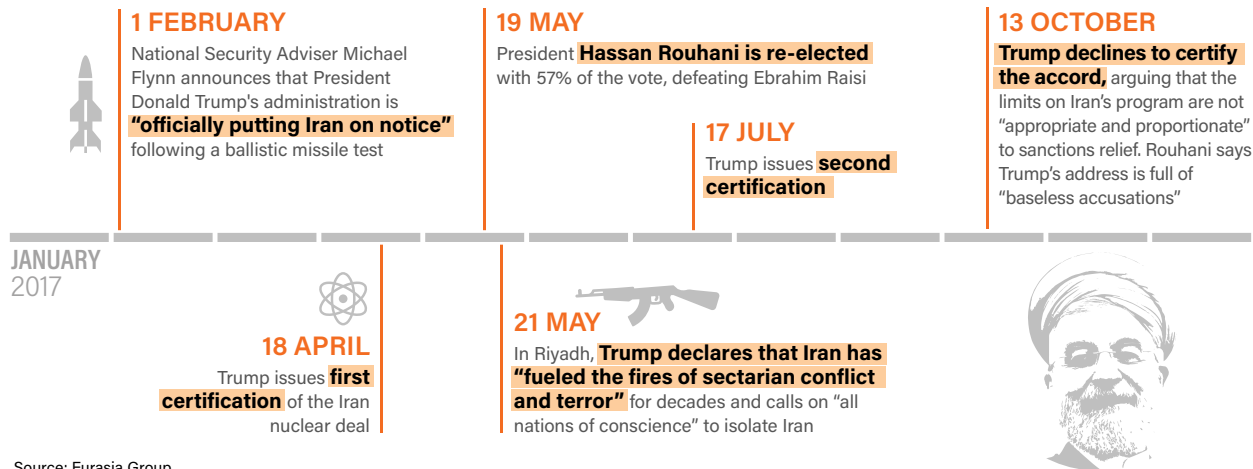 1 FEBRUARY
National Security Adviser Michael
Flynn announces that President
Donald Trump's administration is
“officially putting Iran on notice”
following a ballistic missile test
19 MAY
President Hassan Rouhani is re-elected
with 57% of the vote, defeating Ebrahim Raisi
17 JULY
Trump issues second
certification
13 OCTOBER
Trump declines to certify
the accord, arguing that the
limits on Iran’s program are not
“appropriate and proportionate”
to sanctions relief. Rouhani says
Trump’s address is full of
“baseless accusations”
JANUARY
2017
18 APRIL
Trump issues first
certification of the Iran
nuclear deal
21 MAY
In Riyadh, Trump declares that Iran has
“fueled the fires of sectarian conflict
and terror” for decades and calls on “all
nations of conscience” to isolate Iran
Source: Eurasia Group